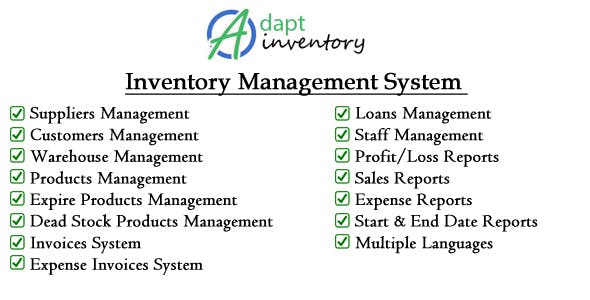 Adapt
inventory
Inventory Management System
Suppliers Management
Customers Management
Warehouse Management
Products Management
Expire Products Management
Dead Stock Products Management
Invoices System
Expense Invoices System
Loans Management
Staff Management
Profit/Loss Reports
Sales Reports
Expense Reports
Start & End Date Reports
Multiple Languages